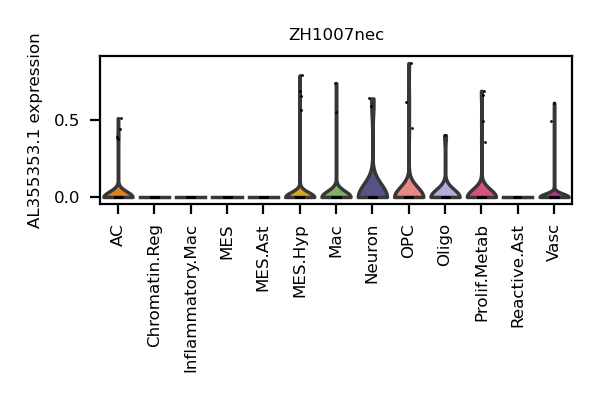 ZH1007nec
AL355353.1 expression
0.5
0.0
AC
Chromatin.Reg
Inflammatory.Mac
MES
MES.Ast
MES.Hyp
Mac
Neuron
OPC
Oligo
Prolif.Metab
Reactive.Ast
Vasc